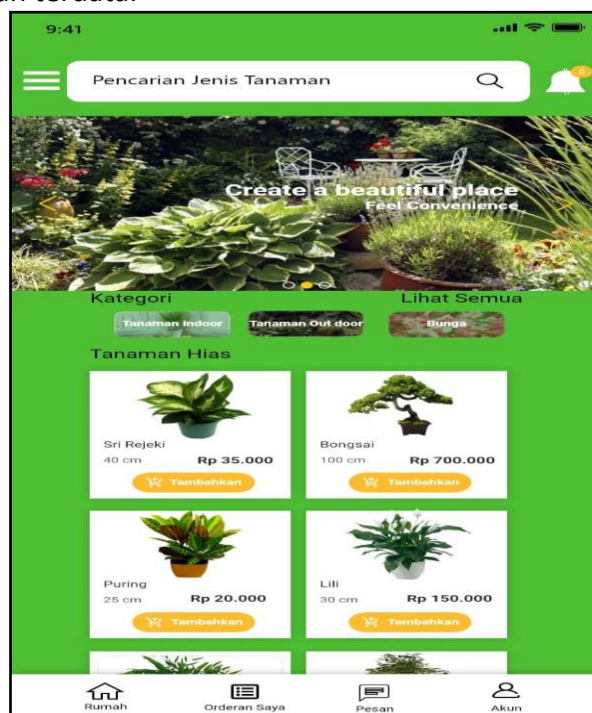 9:41
Pencarian Jenis Tanaman
0
Create a beautiful place
Feel Convenience
Kategori Lihat Semua
Tanaman Indoor Tanaman Out door Bunga
Tanaman Hias
Sri Rejeki Bongsai
40 cm Rp 35.000 100 cm Rp 700.000
Tambahkan Tambahkan
Puring Lili
25 cm Rp 20.000 30 cm Rp 150.000
Tambahkan Tambahkan
Rumah Orderan Saya Pesan Akun